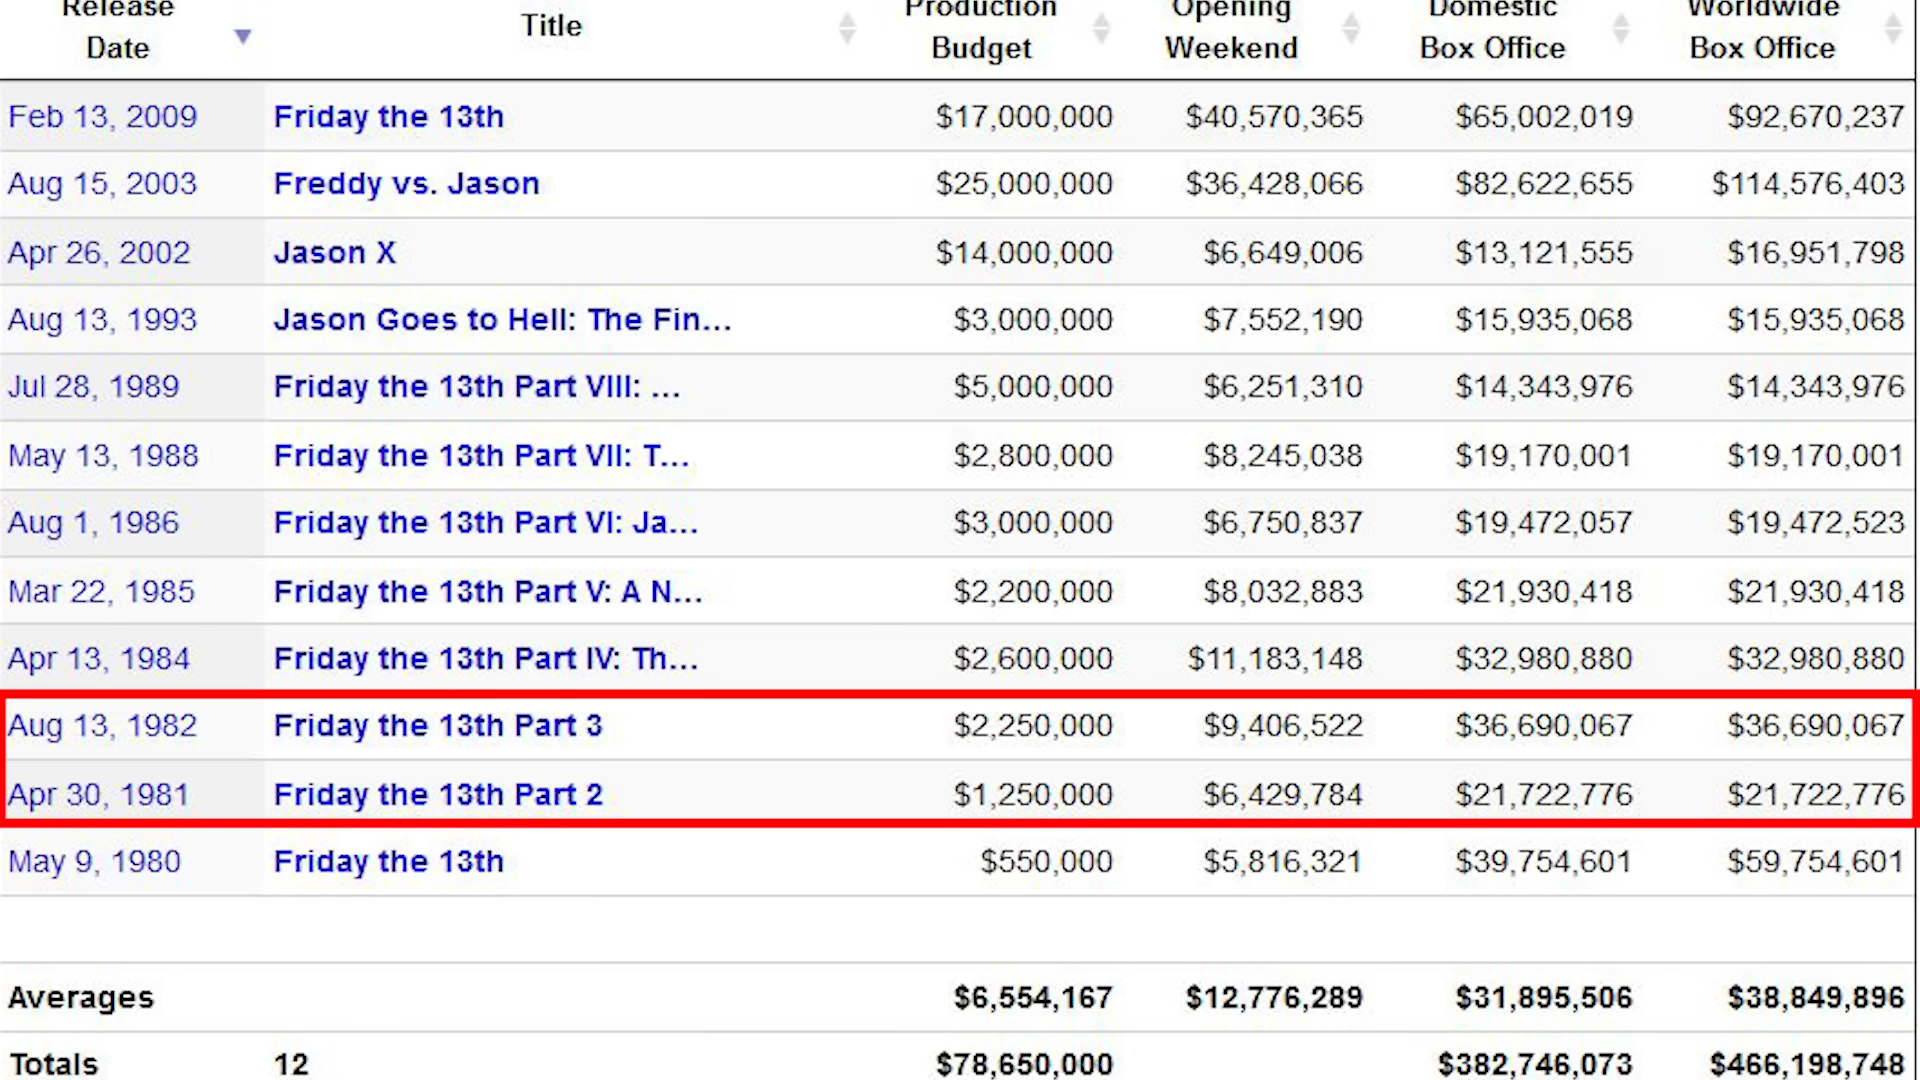 Release Date Title Production Budget Opening Weekend Domestic Box Office Worldwide Box Office
Feb 13, 2009 Friday the 13th $17,000,000 $40,570,365 $65,002,019 $92,670,237
Aug 15, 2003 Freddy vs. Jason $25,000,000 $36,428,066 $82,622,655 $114,576,403
Apr 26, 2002 Jason X $14,000,000 $6,649,006 $13,121,555 $16,951,798
Aug 13, 1993 Jason Goes to Hell: The Fin... $3,000,000 $7,552,190 $15,935,068 $15,935,068
Jul 28, 1989 Friday the 13th Part VIII: ... $5,000,000 $6,251,310 $14,343,976 $14,343,976
May 13, 1988 Friday the 13th Part VII: T... $2,800,000 $8,245,038 $19,170,001 $19,170,001
Aug 1, 1986 Friday the 13th Part VI: Ja... $3,000,000 $6,750,837 $19,472,057 $19,472,523
Mar 22, 1985 Friday the 13th Part V: A N... $2,200,000 $8,032,883 $21,930,418 $21,930,418
Apr 13, 1984 Friday the 13th Part IV: Th... $2,600,000 $11,183,148 $32,980,880 $32,980,880
Aug 13, 1982 Friday the 13th Part 3 $2,250,000 $9,406,522 $36,690,067 $36,690,067
Apr 30, 1981 Friday the 13th Part 2 $1,250,000 $6,429,784 $21,722,776 $21,722,776
May 9, 1980 Friday the 13th $550,000 $5,816,321 $39,754,601 $59,754,601
Averages $6,554,167 $12,776,289 $31,895,506 $38,849,896
Totals 12 $78,650,000 $382,746,073 $466,198,748